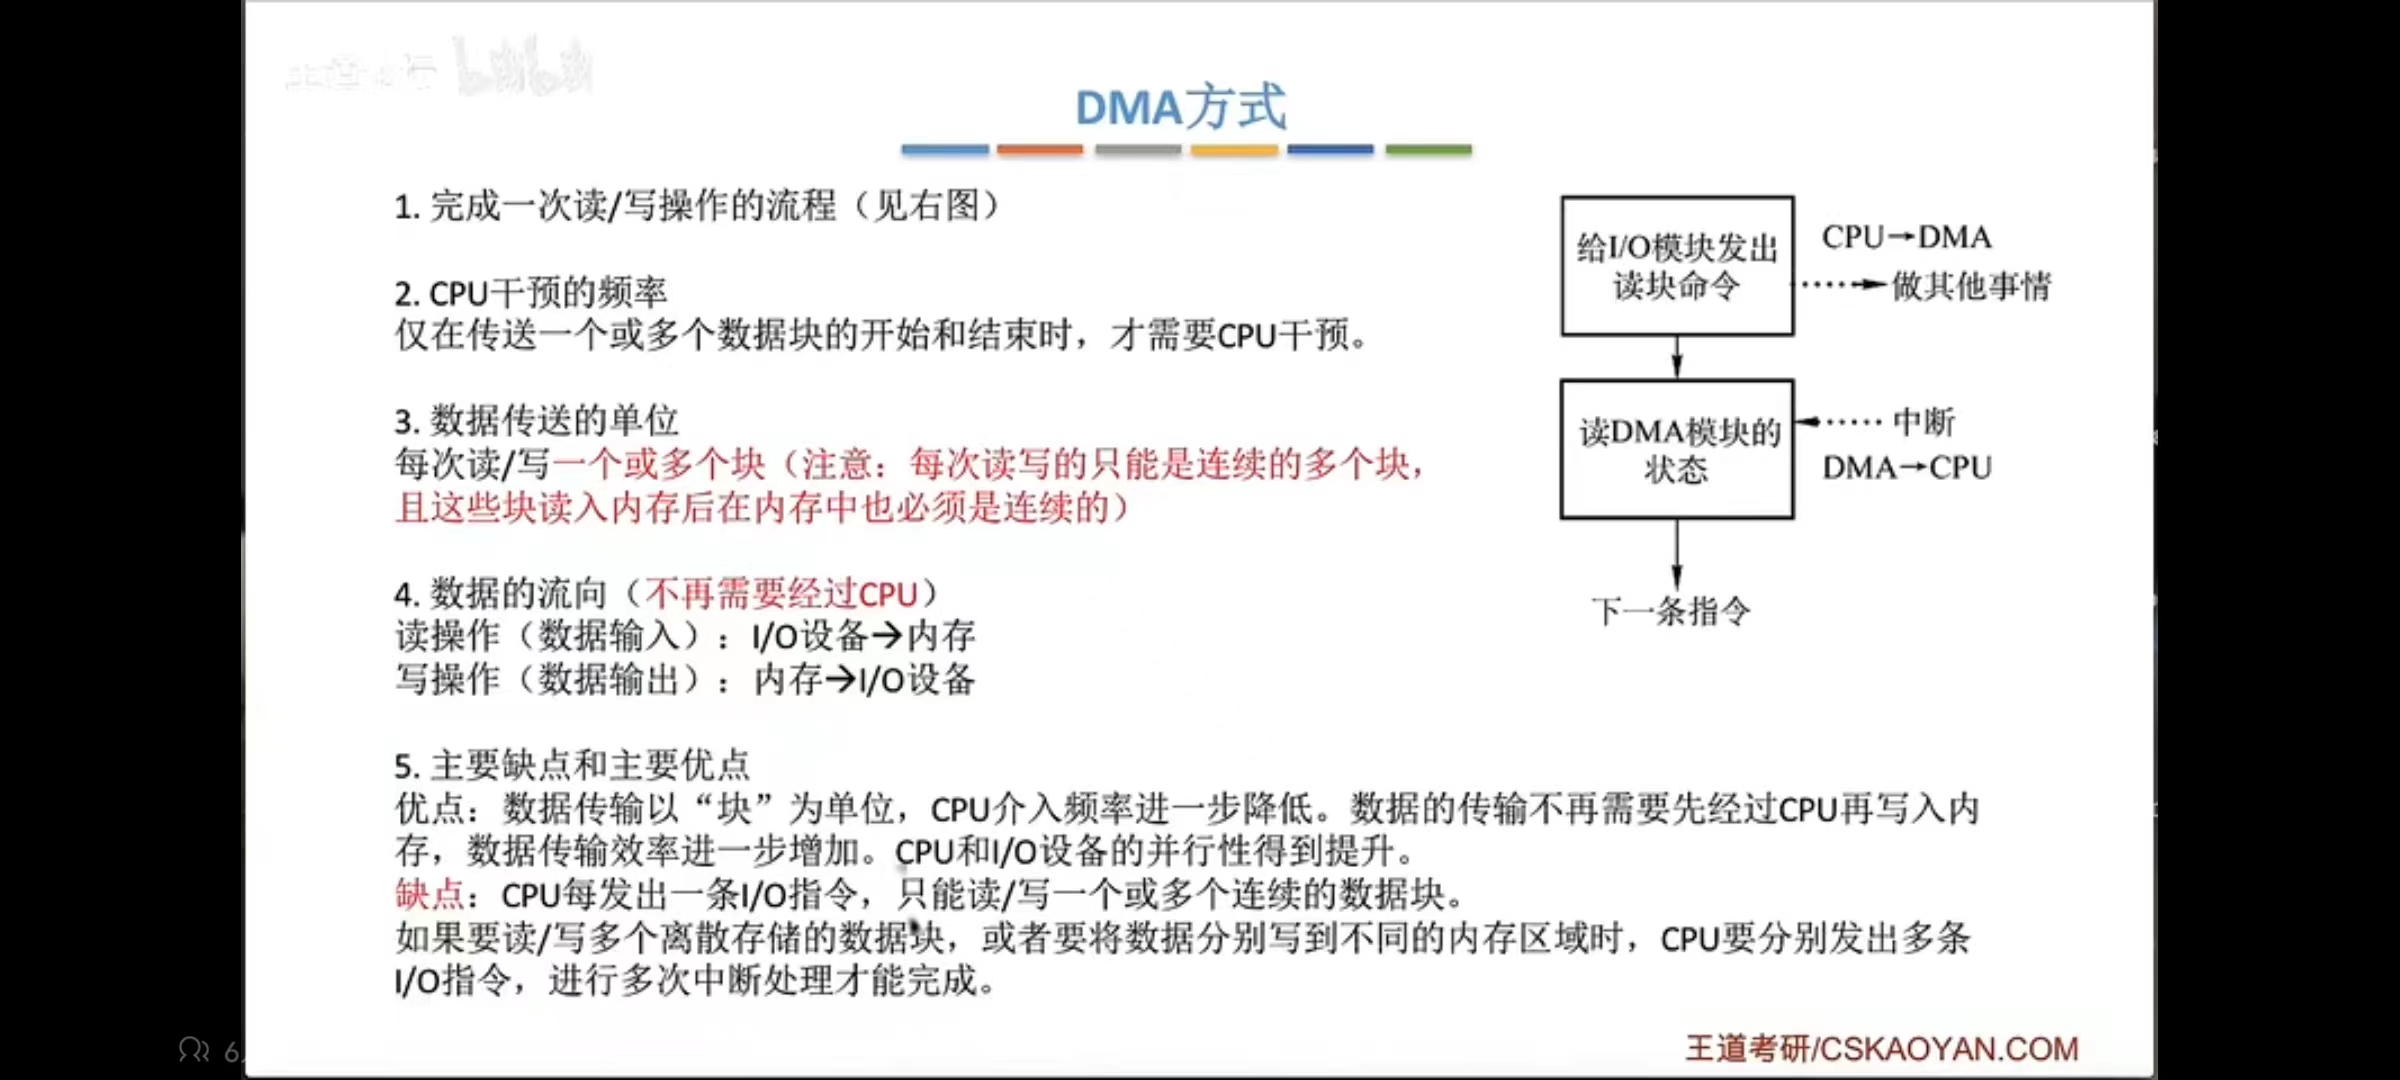 DMA方式
1. 完成一次读/写操作的流程（见右图）
2. CPU干预的频率
仅在传送一个或多个数据块的开始和结束时，才需要CPU干预。
3. 数据传送的单位
每次读/写一个或多个块（注意：每次读写的只能是连续的多个块，
且这些块读入内存后在内存中也必须是连续的）
4. 数据的流向（不再需要经过CPU）
读操作（数据输入）：I/O设备→内存
写操作（数据输出）：内存→I/O设备
5. 主要缺点和主要优点
优点：数据传输以“块”为单位，CPU介入频率进一步降低。数据的传输不再需要先经过CPU再写入内
存，数据传输效率进一步增加。CPU和I/O设备的并行性得到提升。
缺点：CPU每发出一条I/O指令，只能读/写一个或多个连续的数据块。
如果要读/写多个离散存储的数据块，或者要将数据分别写到不同的内存区域时，CPU要分别发出多条
I/O指令，进行多次中断处理才能完成。
给I/O模块发出
读块命令
CPU→DMA
做其他事情
读DMA模块的
状态
中断
DMA→CPU
下一条指令
王道考研/CSKAOYAN.COM